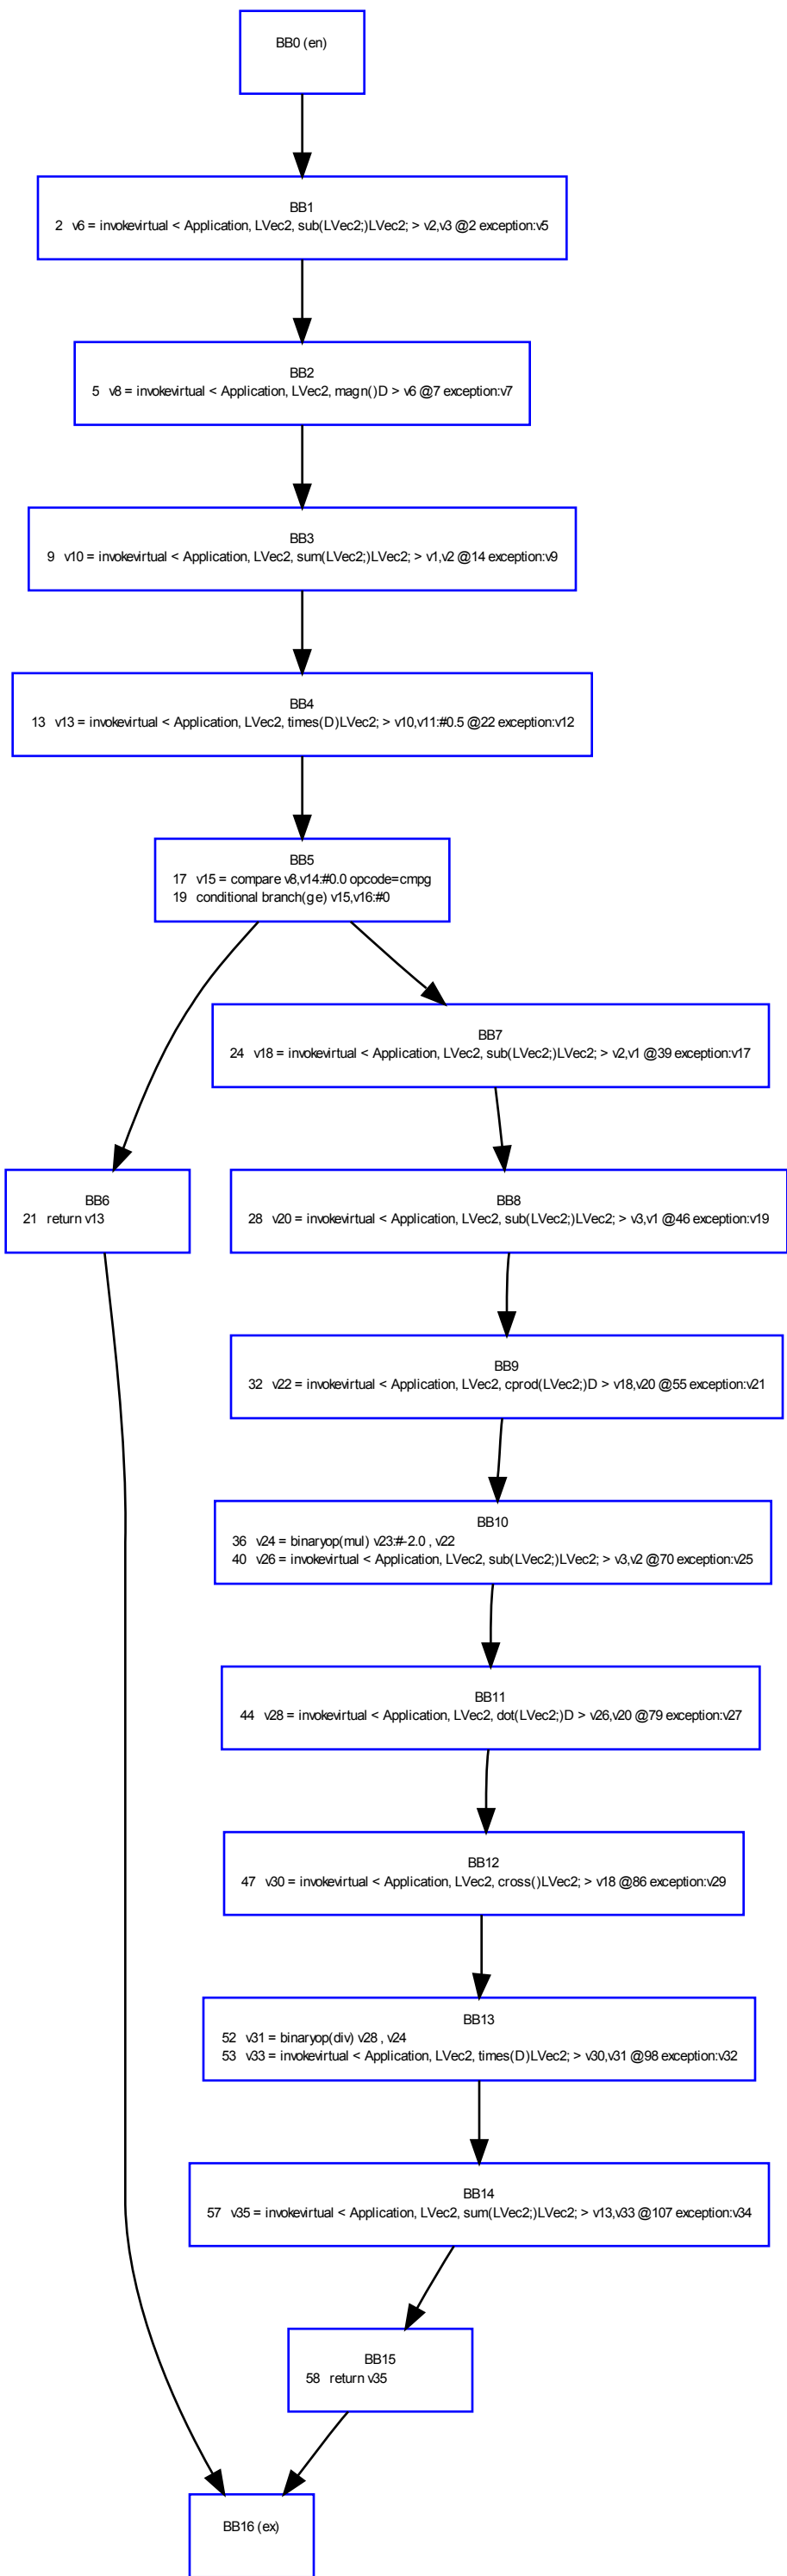 BB0 (en)
BB1
2 v6 = invokevirtual < Application, LVec2, sub(LVec2;)LVec2; > v2,v3 @2 exception:v5
BB2
5 v8 = invokevirtual < Application, LVec2, magn()D > v6 @7 exception:v7
BB3
9 v10 = invokevirtual < Application, LVec2, sum(LVec2;)LVec2; > v1,v2 @14 exception:v9
BB4
13 v13 = invokevirtual < Application, LVec2, times(D)LVec2; > v10,v11:#0.5 @22 exception:v12
BB5
17 v15 = compare v8,v14:#0.0 opcode=cmpg
19 conditional branch(ge) v15,v16:#0
BB7
24 v18 = invokevirtual < Application, LVec2, sub(LVec2;)LVec2; > v2,v1 @39 exception:v17
BB6
21 return v13
BB8
28 v20 = invokevirtual < Application, LVec2, sub(LVec2;)LVec2; > v3,v1 @46 exception:v19
BB9
32 v22 = invokevirtual < Application, LVec2, cprod(LVec2;)D > v18,v20 @55 exception:v21
BB10
36 v24 = binaryop(mul) v23:#-2.0 , v22
40 v26 = invokevirtual < Application, LVec2, sub(LVec2;)LVec2; > v3,v2 @70 exception:v25
BB11
44 v28 = invokevirtual < Application, LVec2, dot(LVec2;)D > v26,v20 @79 exception:v27
BB12
47 v30 = invokevirtual < Application, LVec2, cross()LVec2; > v18 @86 exception:v29
BB13
52 v31 = binaryop(div) v28 , v24
53 v33 = invokevirtual < Application, LVec2, times(D)LVec2; > v30,v31 @98 exception:v32
BB14
57 v35 = invokevirtual < Application, LVec2, sum(LVec2;)LVec2; > v13,v33 @107 exception:v34
BB15
58 return v35
BB16 (ex)